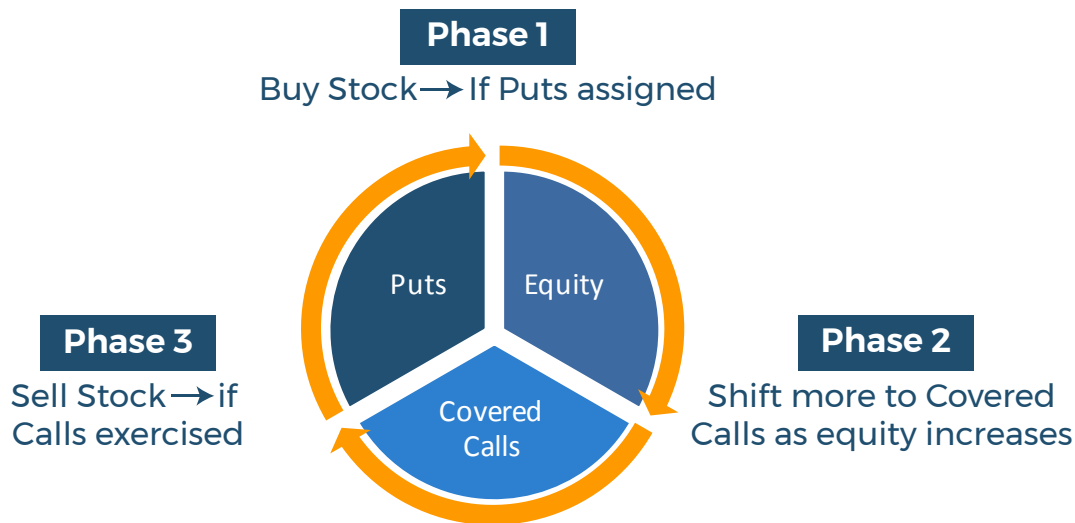 Phase 1
Buy Stock → If Puts assigned
Puts
Equity
Phase 3
Sell Stock → if
Calls exercised
Phase 2
Shift more to Covered
Calls as equity increases
Covered
Calls